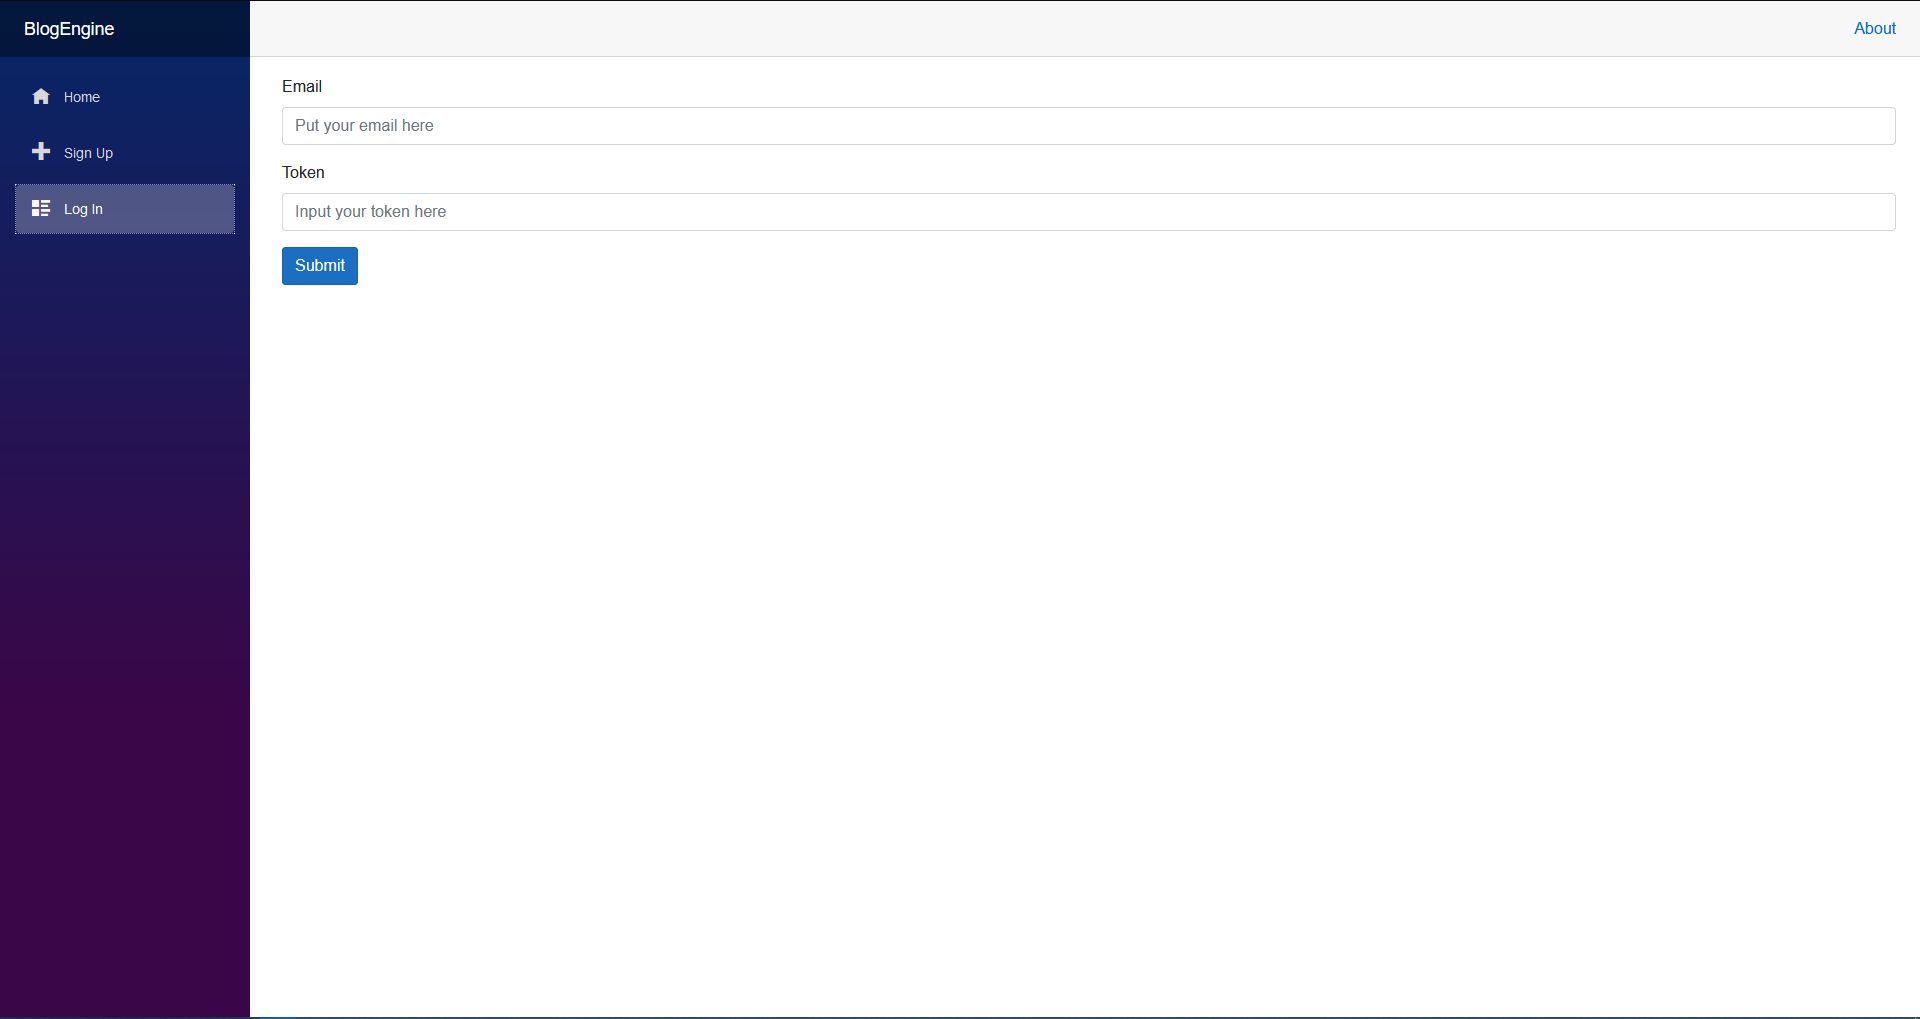 BlogEngine
About
Home
Sign Up
Log In
Email
Put your email here
Token
Input your token here
Submit